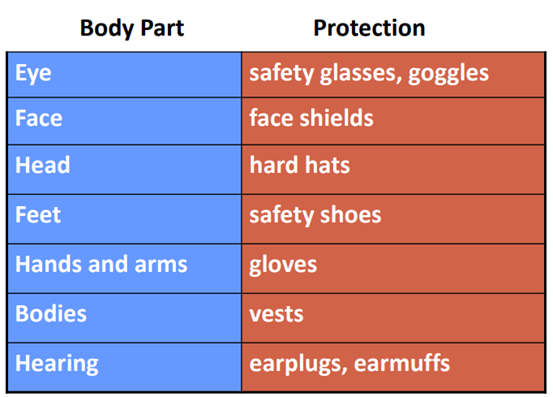 Body Part Protection
Eye safety glasses, goggles
Face face shields
Head hard hats
Feet safety shoes
Hands and arms gloves
Bodies vests
Hearing earplugs, earmuffs